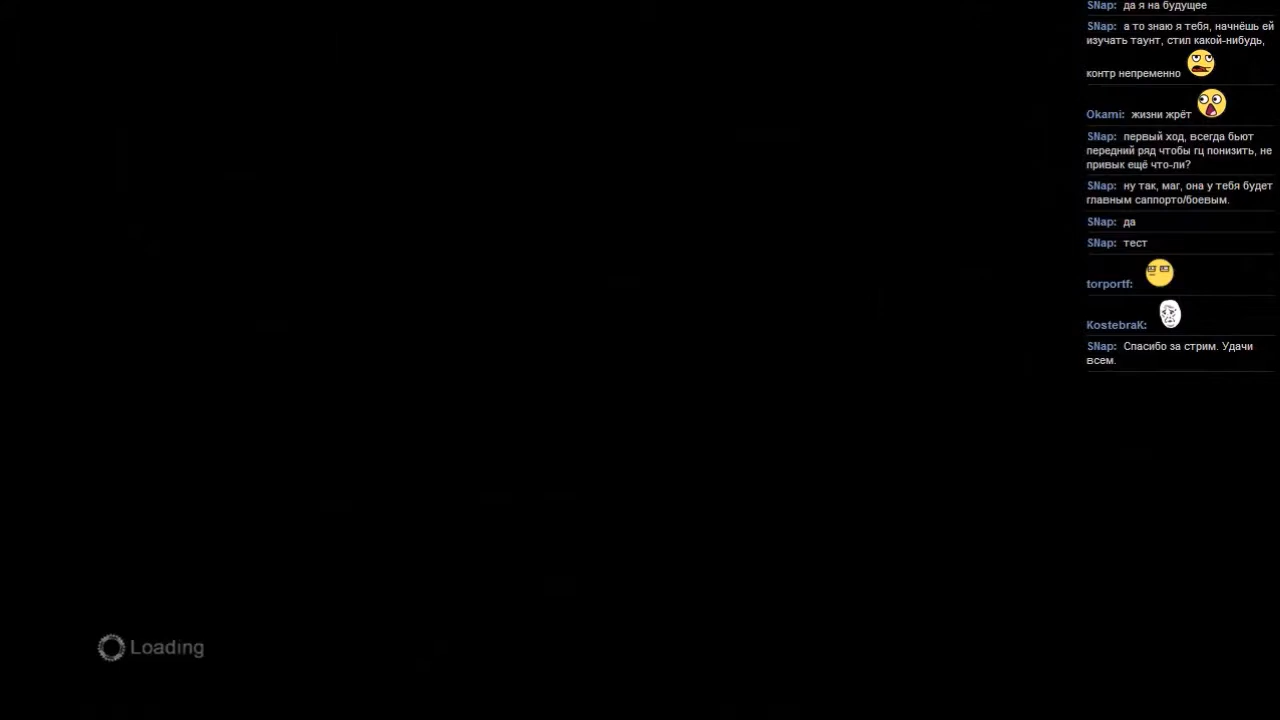 SNap: да я на будущее
SNap: а то знаю я тебя, начнёшь ей
изучать таунт, стил какой-нибудь,
контр непременно
Okami: жизни жрёт
SNap: первый ход, всегда бьют
передний ряд чтобы гц понизить, не
привык ещё что-ли?
SNap: ну так, маг, она у тебя будет
главным саппорто/боевым.
SNap: да
SNap: тест
torportf:
KostebraK:
SNap: Спасибо за стрим. Удачи
всем.
Loading